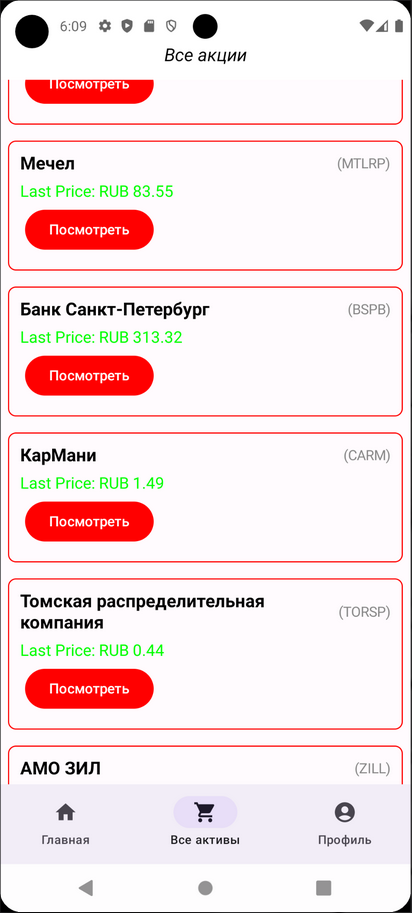 6:09
Все акции
Посмотреть
Мечел
(MTLRP)
Last Price: RUB 83.55
Посмотреть
Банк Санкт-Петербург
(BSPB)
Last Price: RUB 313.32
Посмотреть
КарМани
(CARM)
Last Price: RUB 1.49
Посмотреть
Томская распределительная
компания
(TORSP)
Last Price: RUB 0.44
Посмотреть
АМО ЗИЛ
(ZILL)
Главная
Все активы
Профиль